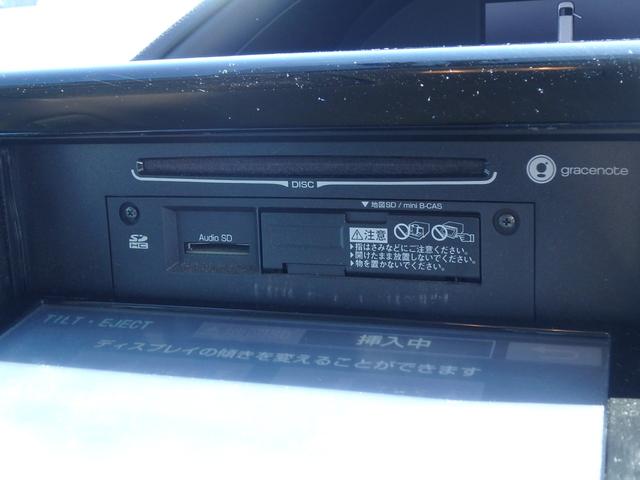 DISC
gracenote
▼地図SD / mini B-CAS
SD HC
Audio SD
⚠注意
▶指はさみなどにご注意ください。
▶開けたまま放置しないでください。
▶物を置かないでください。
TILT・EJECT
挿入中
ディスプレイの傾きを変えることができます